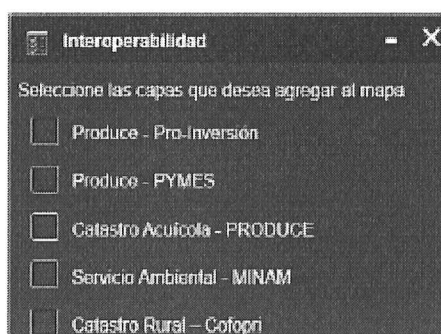 Interoperabilidad
Seleccione las capas que desea agregar al mapa
Produce - Pro-Inversión
Produce - PYMES
Catastro Acuícola - PRODUCE
Servicio Ambiental - MINAM
Catastro Rural – Cofopri